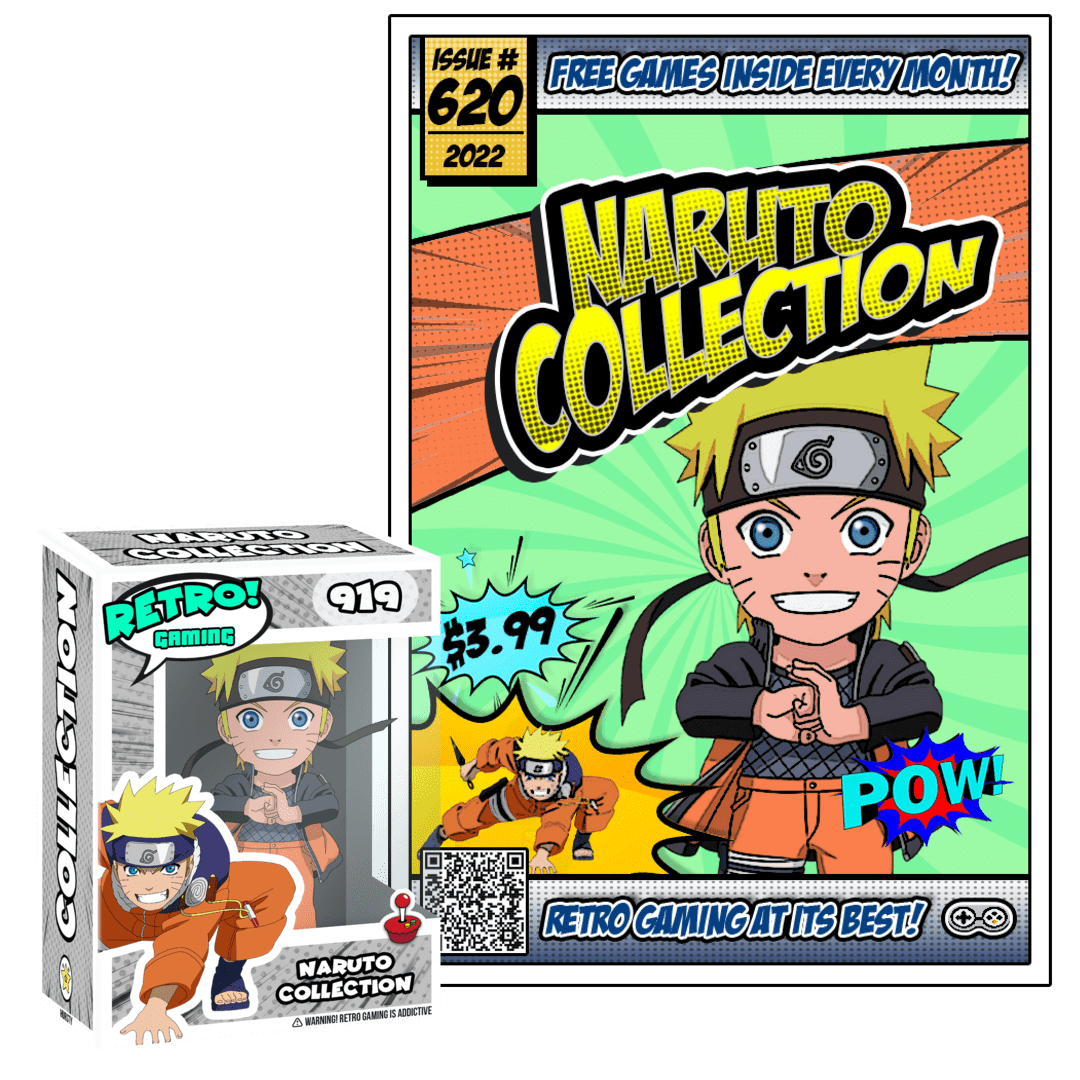 ISSUE #
620
2022
FREE GAMES INSIDE EVERY MONTH!
NARUTO
COLLECTION
$3.99
POW!
RETRO GAMING AT ITS BEST!
NARUTO
COLLECTION
COLLECTION
RETRO!
GAMING
919
NARUTO
COLLECTION
⚠ WARNING! RETRO GAMING IS ADDICTIVE